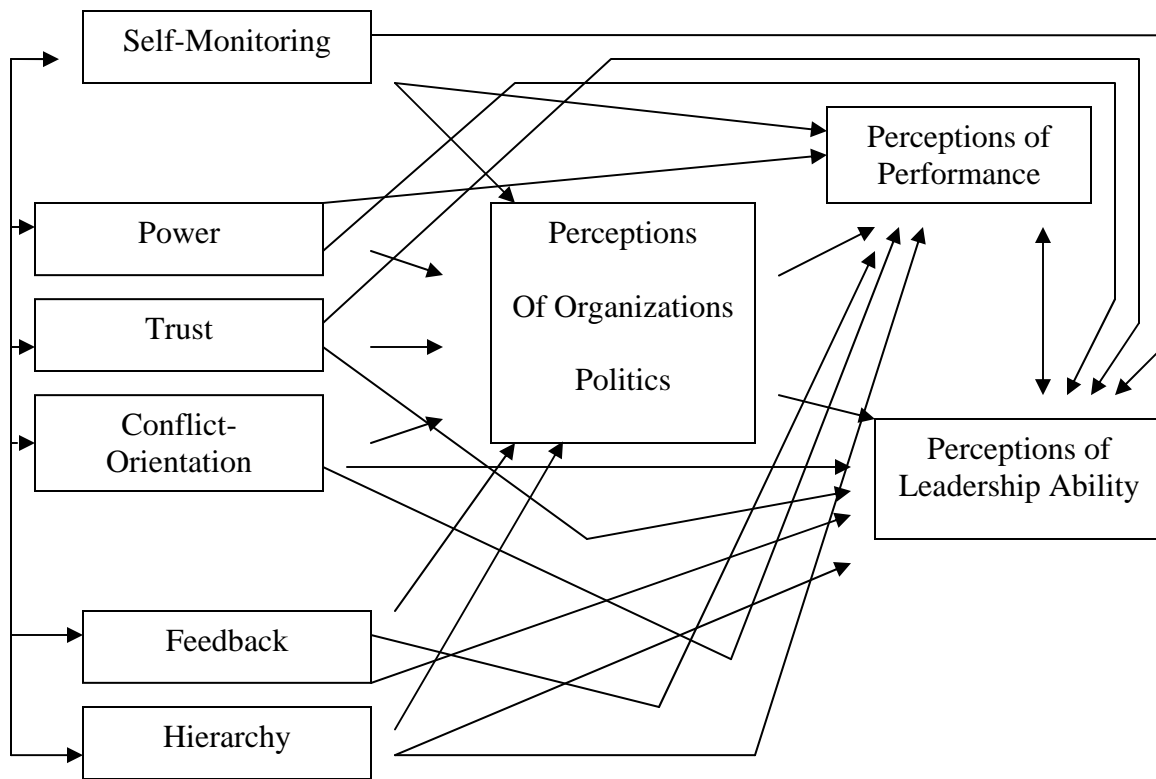 Self-Monitoring
Perceptions of
Performance
Power
Perceptions
Of Organizations
Politics
Trust
Conflict-
Orientation
Perceptions of
Leadership Ability
Feedback
Hierarchy